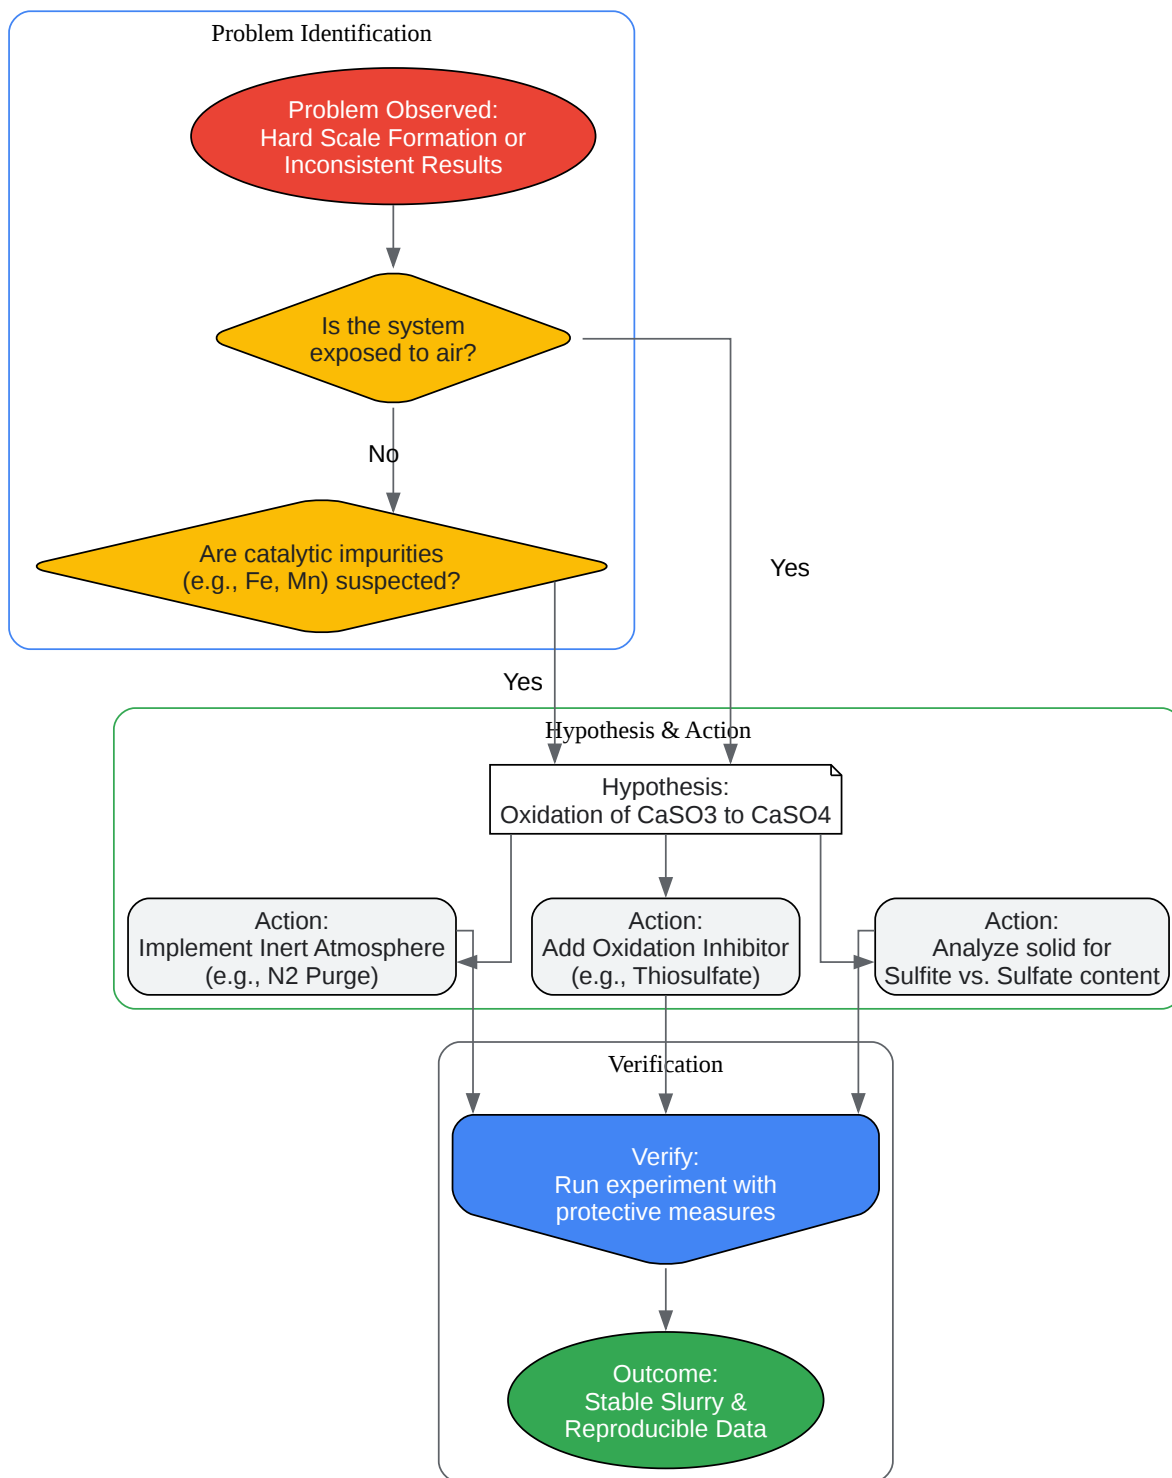 Problem Identification
Problem Observed:
Hard Scale Formation or
Inconsistent Results
Is the system
exposed to air?
No
Are catalytic impurities
(e.g., Fe, Mn) suspected?
Yes
Yes
Hypothesis & Action
Hypothesis:
Oxidation of CaSO3 to CaSO4
Action:
Implement Inert Atmosphere
(e.g., N2 Purge)
Action:
Add Oxidation Inhibitor
(e.g., Thiosulfate)
Action:
Analyze solid for
Sulfite vs. Sulfate content
Verification
Verify:
Run experiment with
protective measures
Outcome:
Stable Slurry &
Reproducible Data